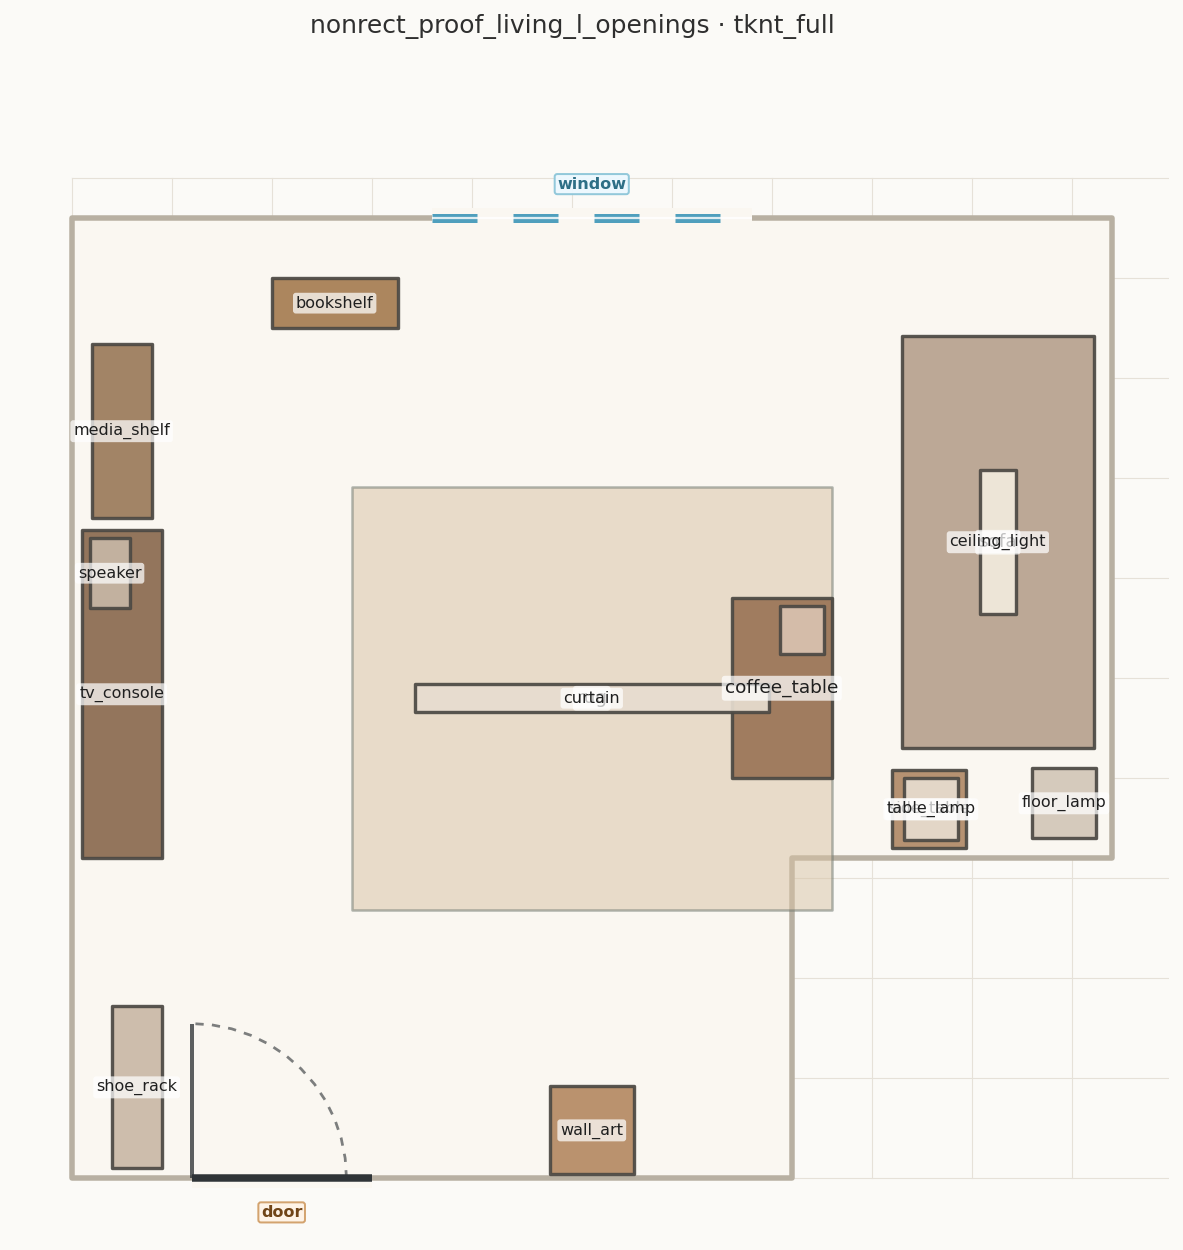 nonrect_proof_living_l_openings · tknt_full
window
bookshelf
media_shelf
ceiling_light
speaker
coffee_table
tv_console
curtain
table_lamp
floor_lamp
shoe_rack
wall_art
door